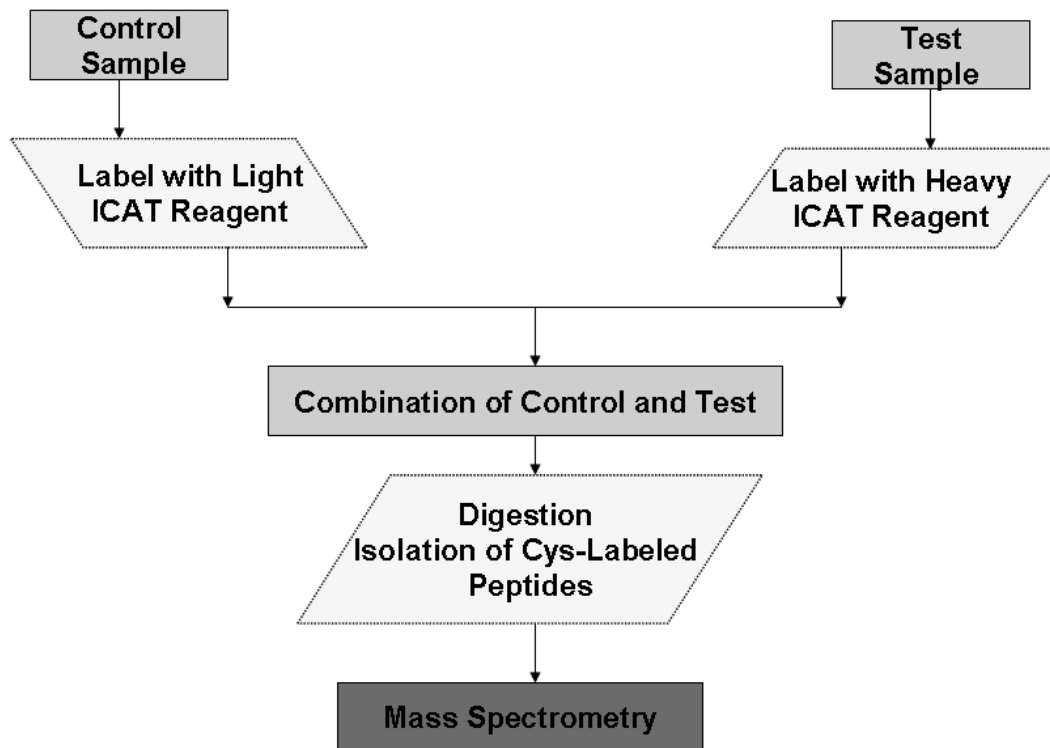 Control
Sample
Test
Sample
Label with Light
ICAT Reagent
Label with Heavy
ICAT Reagent
Combination of Control and Test
Digestion
Isolation of Cys-Labeled
Peptides
Mass Spectrometry